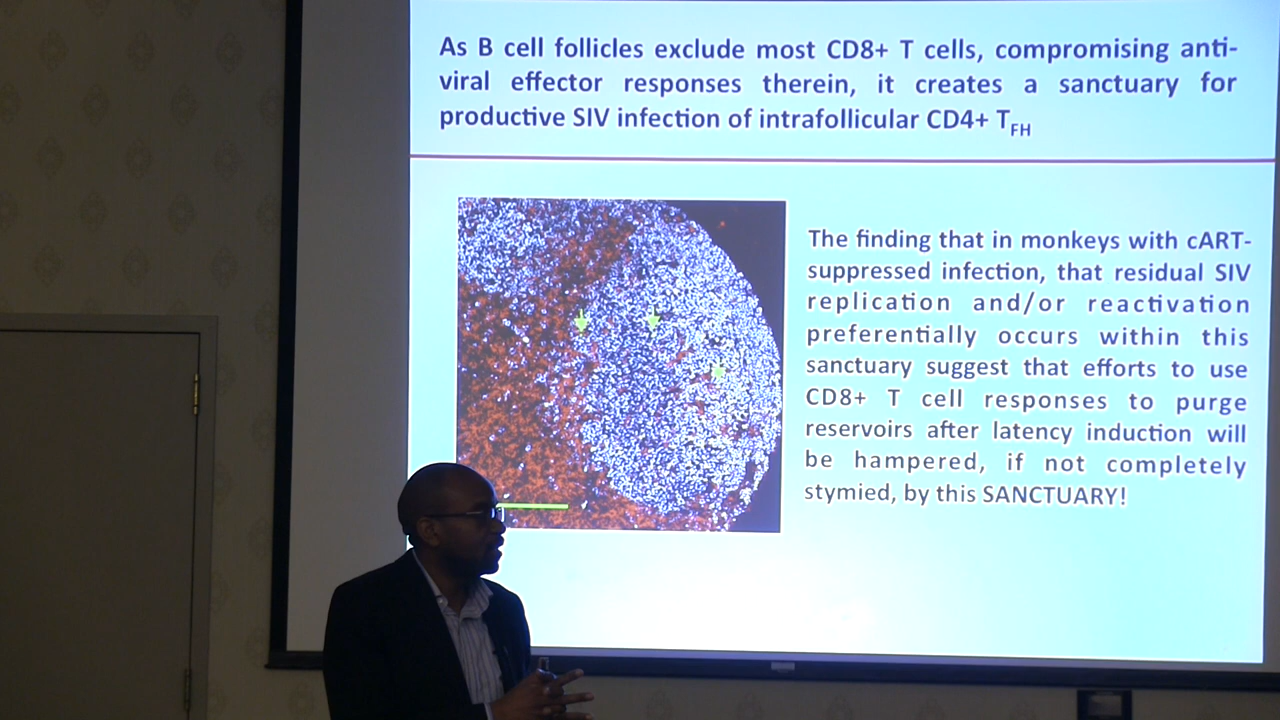 As B cell follicles exclude most CD8+ T cells, compromising anti-
viral effector responses therein, it creates a sanctuary for
productive SIV infection of intrafollicular CD4+ TFH
The finding that in monkeys with cART-
suppressed infection, that residual SIV
replication and/or reactivation
preferentially occurs within this
sanctuary suggest that efforts to use
CD8+ T cell responses to purge
reservoirs after latency induction will
be hampered, if not completely
stymied, by this SANCTUARY!